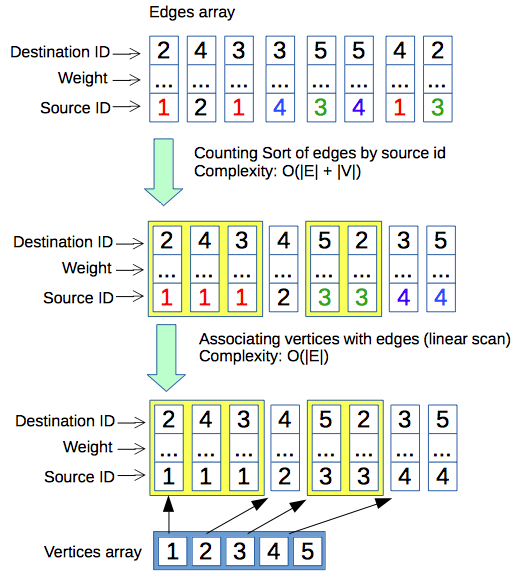 Edges array
Destination ID 2 4 3 3 5 5 4 2
Weight ... ... ... ... ... ... ... ...
Source ID 1 2 1 4 3 4 1 3
Counting Sort of edges by source id
Complexity: O(|E| + |V|)
Destination ID 2 4 3 4 5 2 3 5
Weight ... ... ... ... ... ... ... ...
Source ID 1 1 1 2 3 3 4 4
Associating vertices with edges (linear scan)
Complexity: O(|E|)
Destination ID 2 4 3 4 5 2 3 5
Weight ... ... ... ... ... ... ... ...
Source ID 1 1 1 2 3 3 4 4
Vertices array 1 2 3 4 5